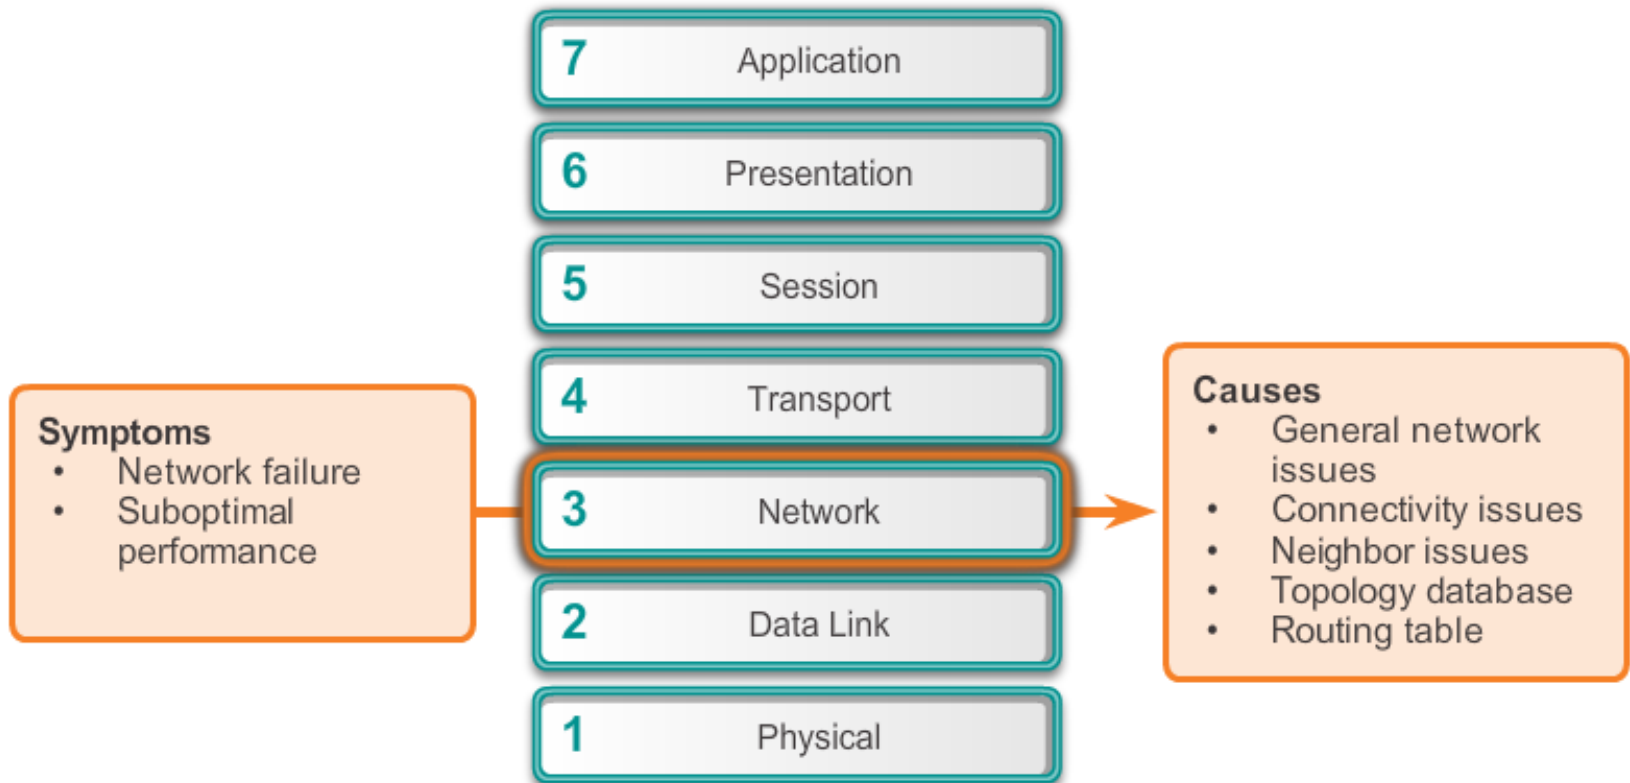 7 Application
6 Presentation
5 Session
4 Transport
3 Network
2 Data Link
1 Physical
Symptoms
• Network failure
• Suboptimal
performance
Causes
• General network
issues
• Connectivity issues
• Neighbor issues
• Topology database
• Routing table